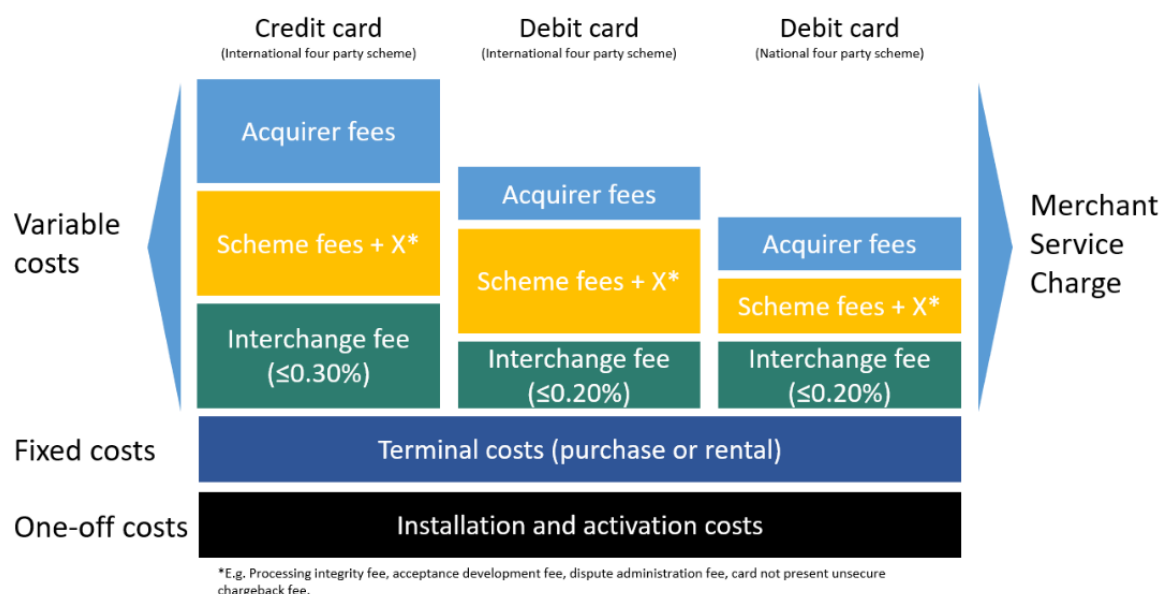 Credit card
(International four party scheme)
Debit card
(International four party scheme)
Debit card
(National four party scheme)
Variable
costs
Acquirer fees
Scheme fees + X*
Interchange fee
(≤0.30%)
Acquirer fees
Scheme fees + X*
Interchange fee
(≤0.20%)
Acquirer fees
Scheme fees + X*
Interchange fee
(≤0.20%)
Merchant
Service
Charge
Fixed costs
Terminal costs (purchase or rental)
One-off costs
Installation and activation costs
*E.g. Processing integrity fee, acceptance development fee, dispute administration fee, card not present unsecure
chargeback fee.